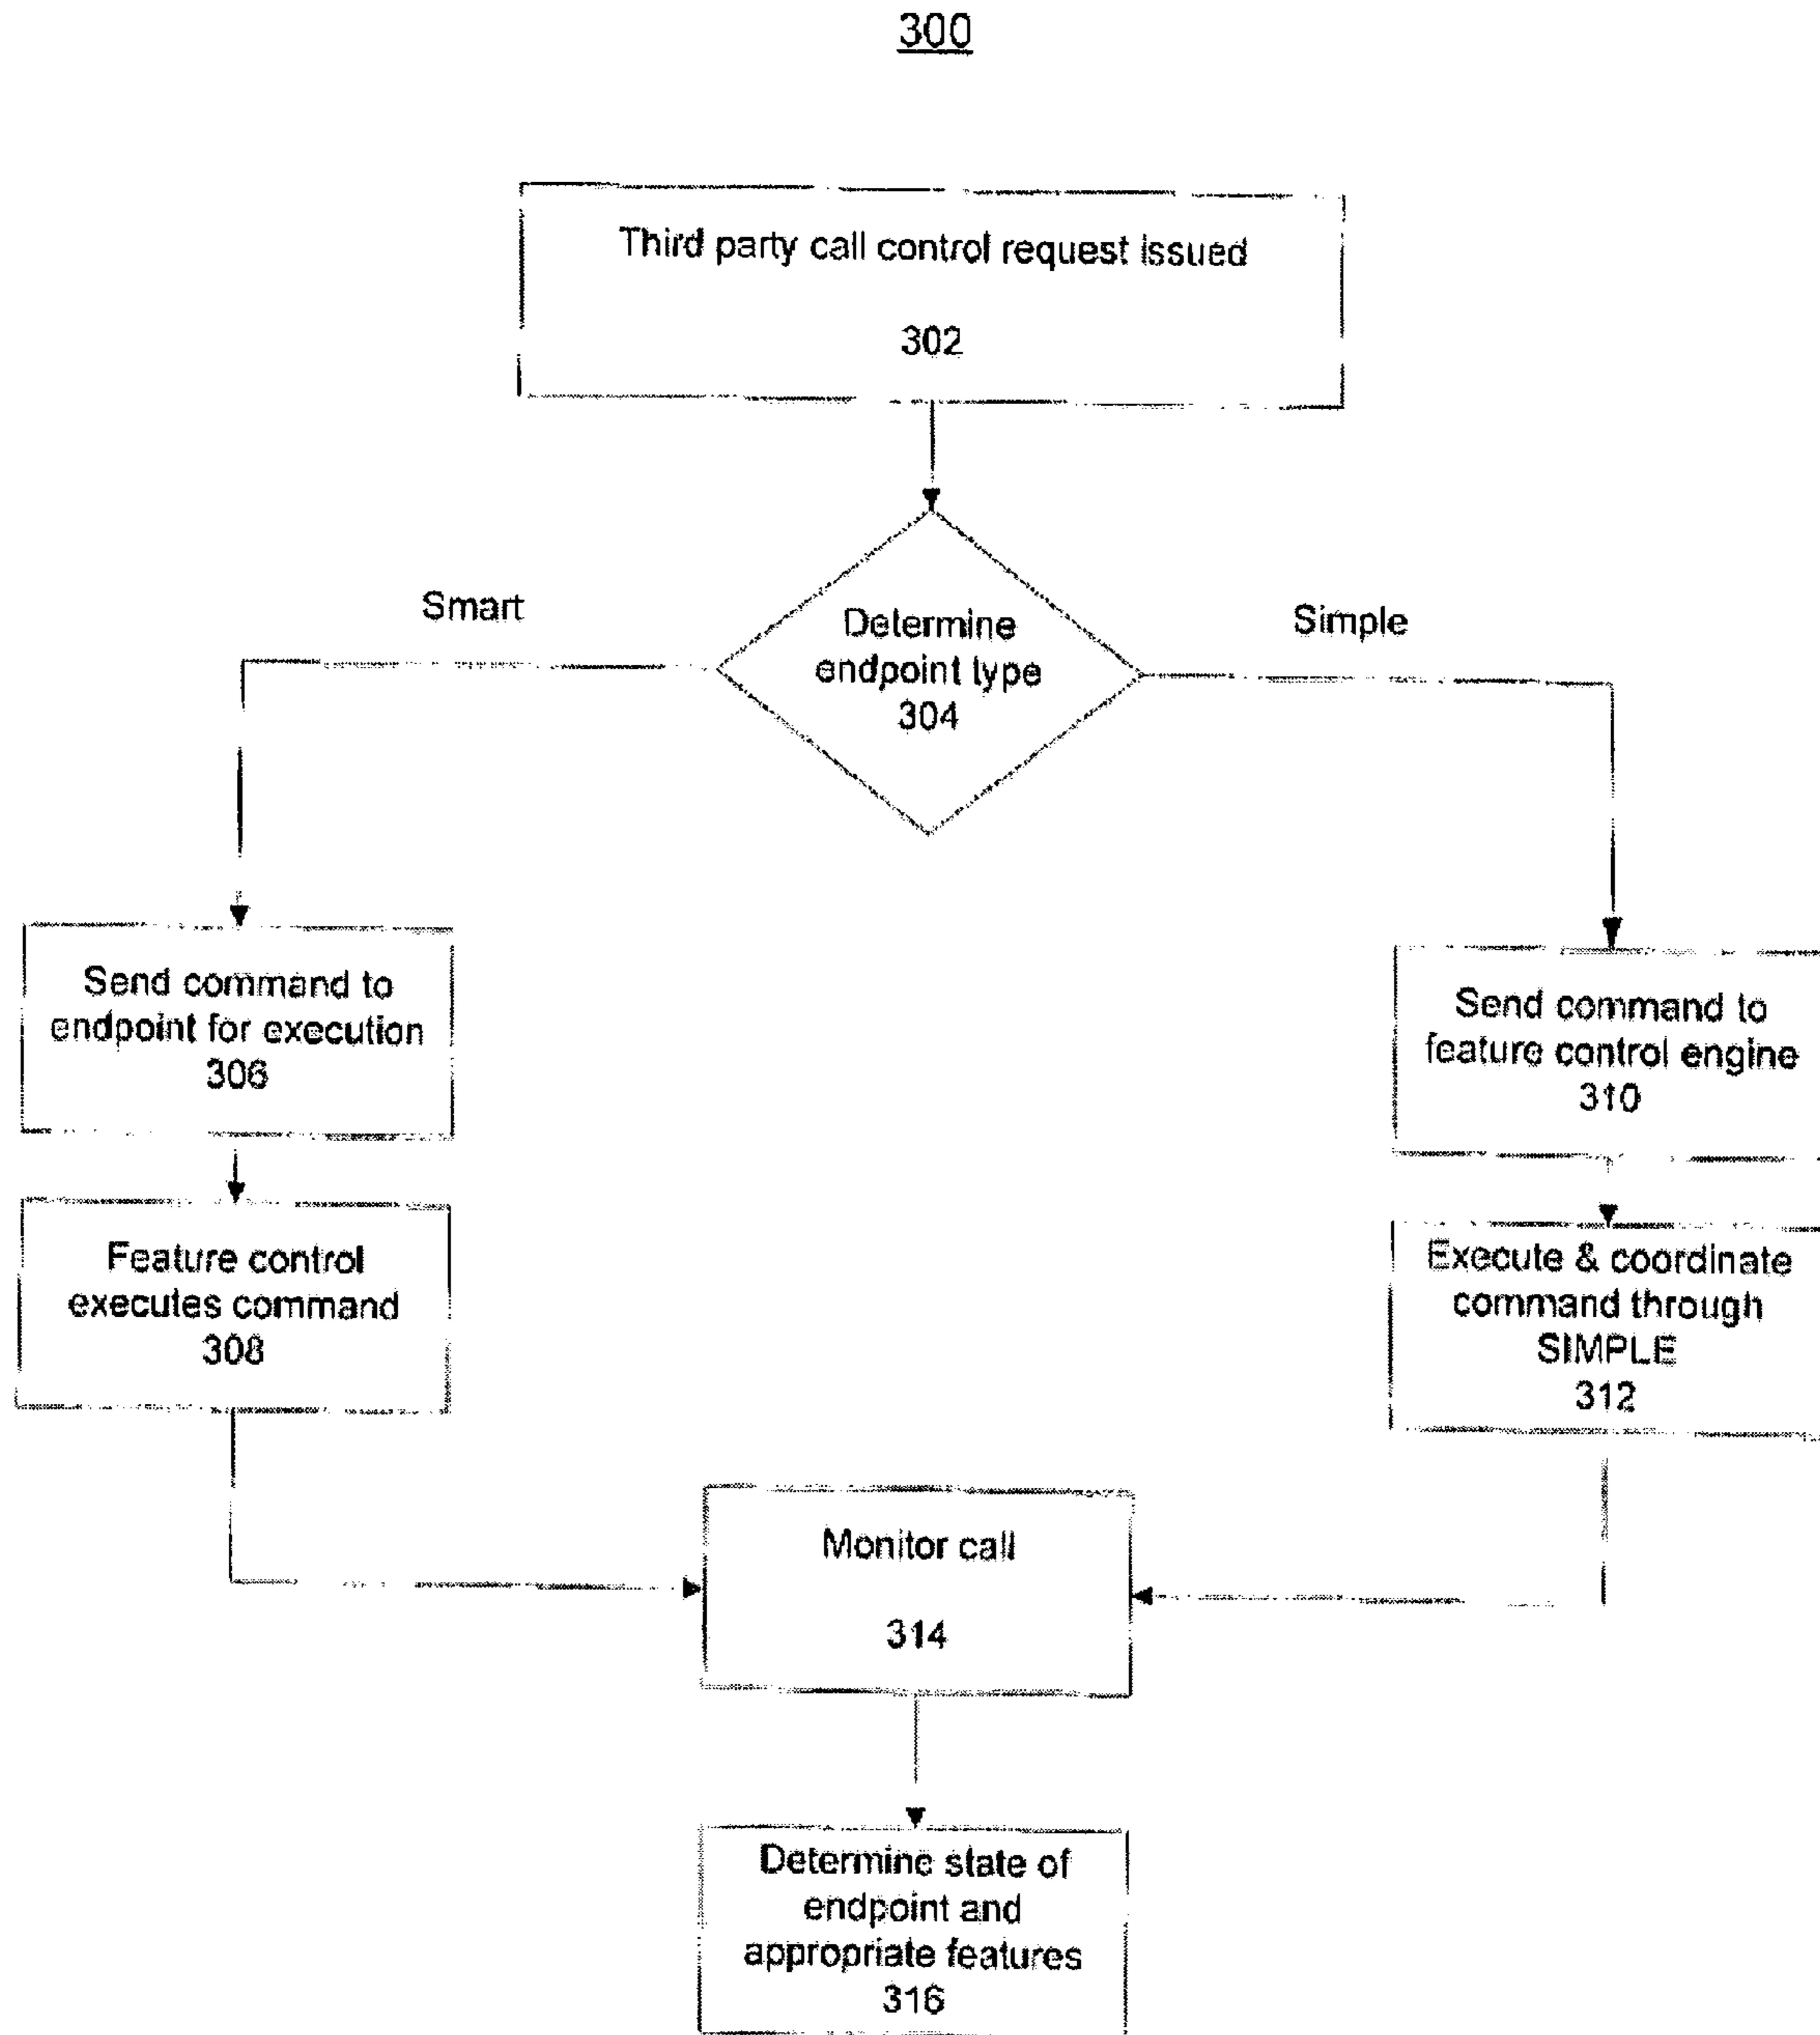 300
Third party call control request issued
302
Smart
Simple
Determine
endpoint type
304
Send command to
endpoint for execution
306
Send command to
feature control engine
310
Feature control
executes command
308
Execute & coordinate
command through
SIMPLE
312
Monitor call
314
Determine state of
endpoint and
appropriate features
316